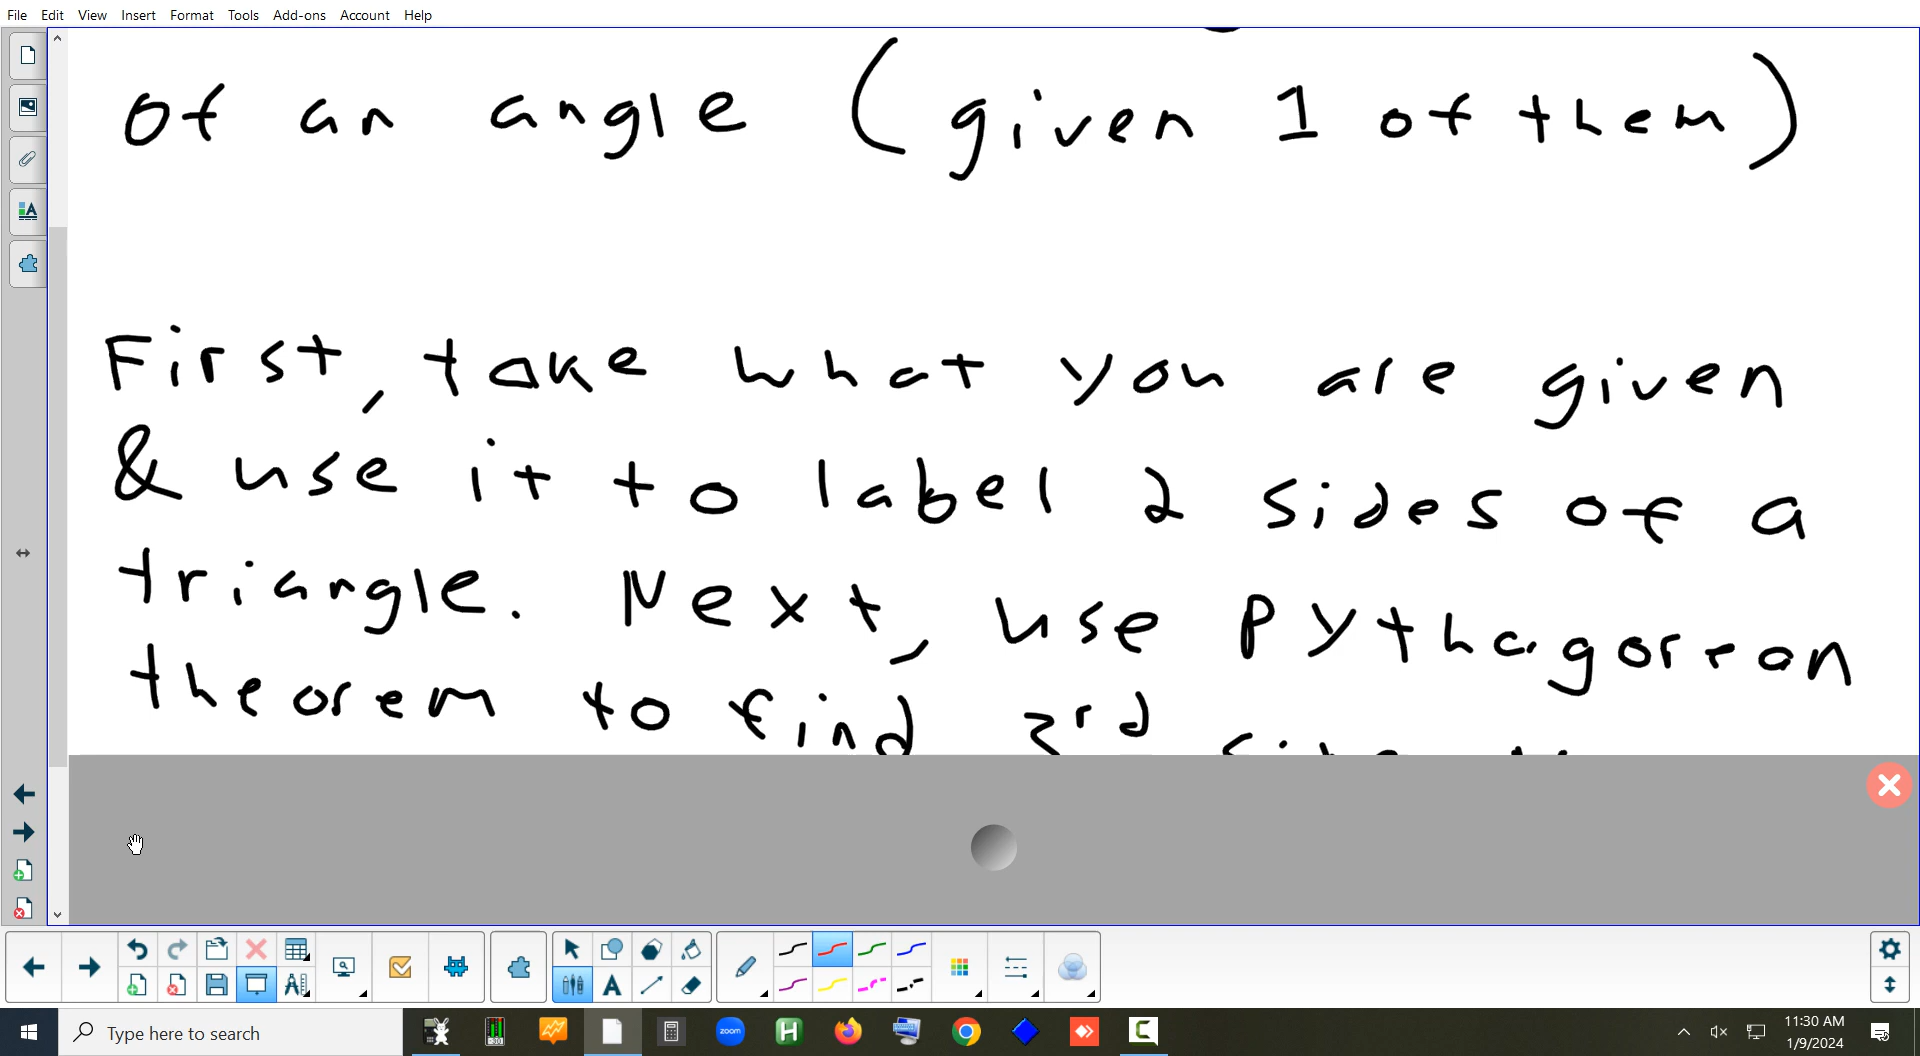 File Edit View Insert Format Tools Add-ons Account Help
of an angle (given 1 of them)
First, take what you are given
& use it to label 2 sides of a
triangle. Next, use Pythagorean
theorem to find 3rd
Type here to search
zoom
11:30 AM
1/9/2024